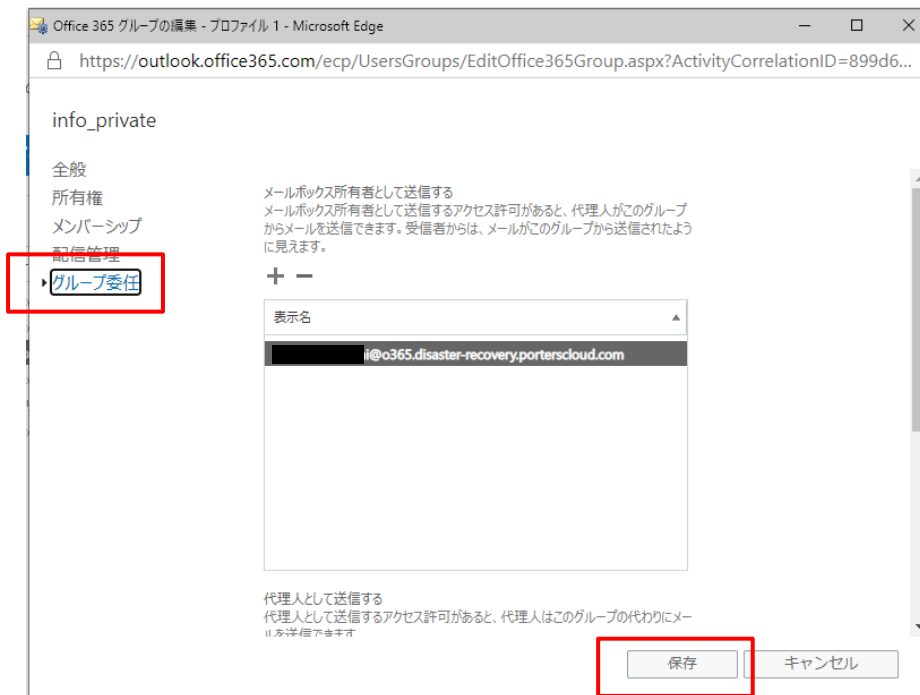 Office 365 グループの編集 - プロファイル 1 - Microsoft Edge
https://outlook.office365.com/ecp/UsersGroups/EditOffice365Group.aspx?ActivityCorrelationID=899d6...
info_private
全般
所有権
メンバーシップ
配信管理
グループ委任
メールボックス所有者として送信する
メールボックス所有者として送信するアクセス許可があると、代理人がこのグループ
からメールを送信できます。受信者からは、メールがこのグループから送信されたよう
に見えます。
表示名
i@o365.disaster-recovery.porterscloud.com
代理人として送信する
代理人として送信するアクセス許可があると、代理人はこのグループの代わりにメー
ルを送信できます
保存
キャンセル